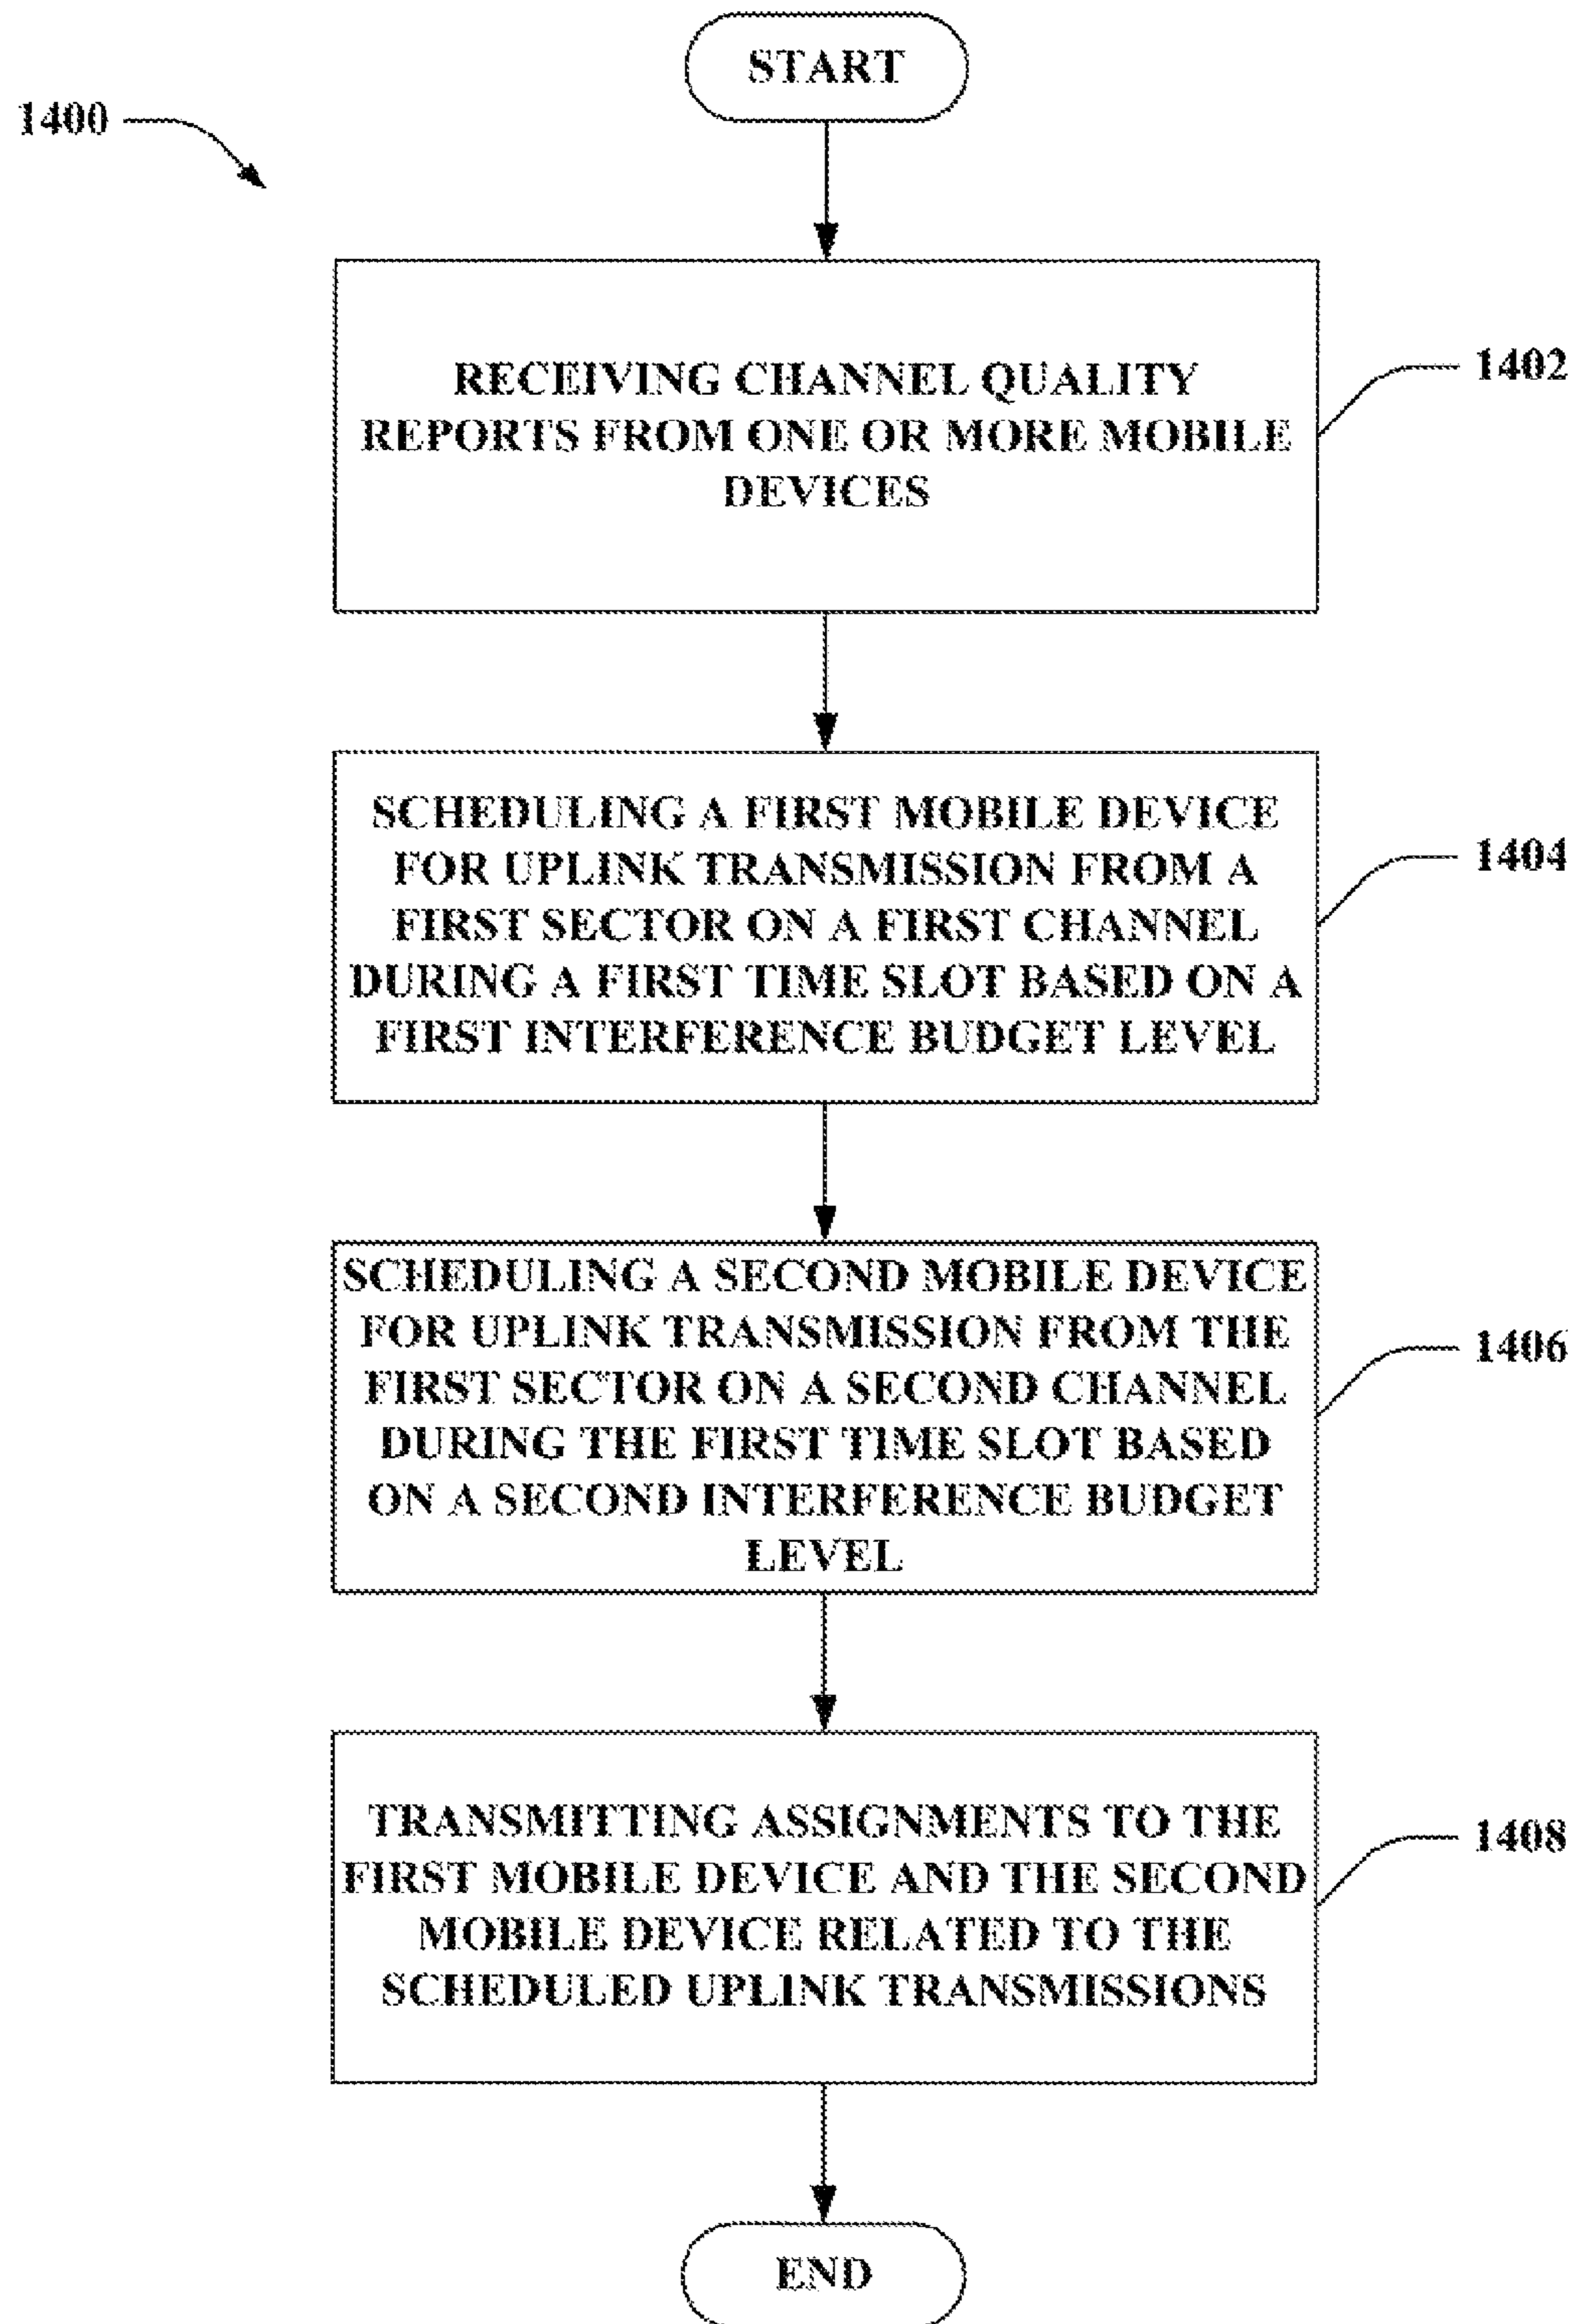 START
1400
RECEIVING CHANNEL QUALITY
REPORTS FROM ONE OR MORE MOBILE
DEVICES
1402
SCHEDULING A FIRST MOBILE DEVICE
FOR UPLINK TRANSMISSION FROM A
FIRST SECTOR ON A FIRST CHANNEL
DURING A FIRST TIME SLOT BASED ON A
FIRST INTERFERENCE BUDGET LEVEL
1404
SCHEDULING A SECOND MOBILE DEVICE
FOR UPLINK TRANSMISSION FROM THE
FIRST SECTOR ON A SECOND CHANNEL
DURING THE FIRST TIME SLOT BASED
ON A SECOND INTERFERENCE BUDGET
LEVEL
1406
TRANSMITTING ASSIGNMENTS TO THE
FIRST MOBILE DEVICE AND THE SECOND
MOBILE DEVICE RELATED TO THE
SCHEDULED UPLINK TRANSMISSIONS
1408
END